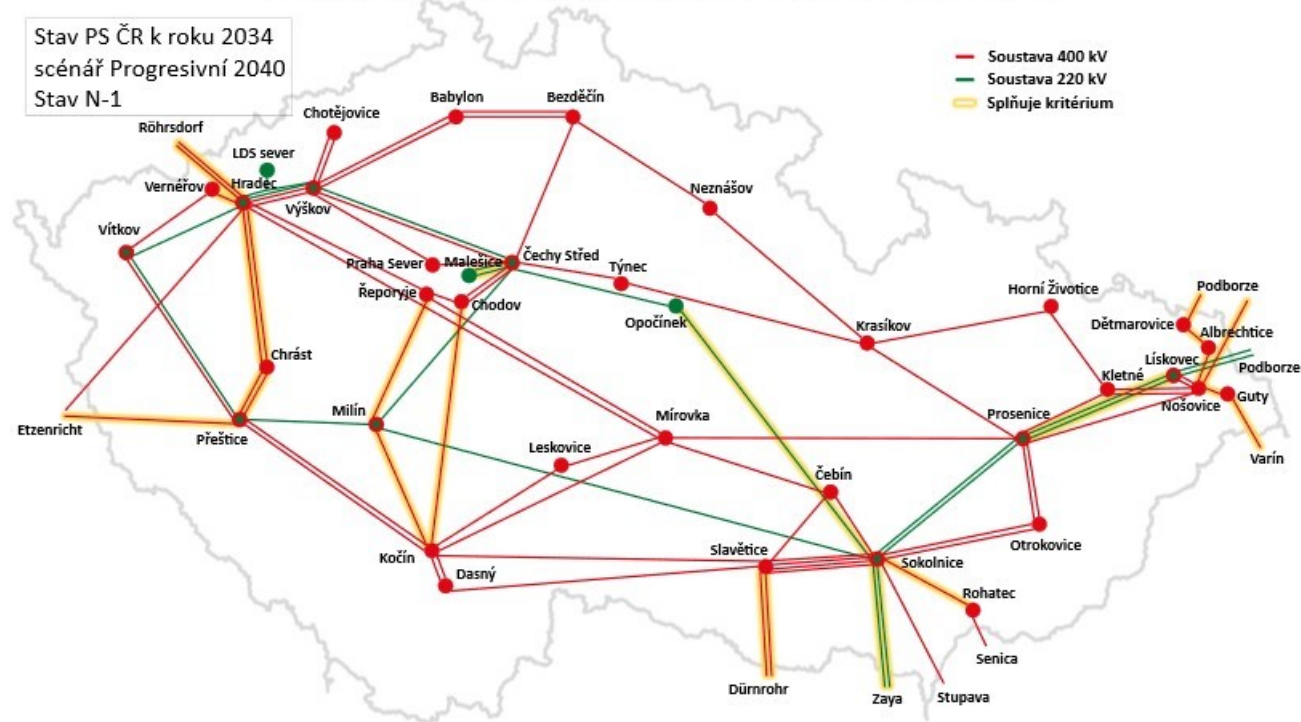 Stav PS ČR k roku 2034
scénář Progresivní 2040
Stav N-1
Soustava 400 kV
Soustava 220 kV
Splňuje kritérium
Röhrsdorf
LDS sever
Vernéřov
Hradec
Chotějovice
Babylon
Bezděčín
Výškov
Vítkov
Neznášov
Praha Sever
Malešice
Čechy Střed
Týnec
Řeporyje
Chodov
Opočínek
Horní Životice
Podborze
Dětmarovice
Albrechtice
Krasíkov
Lískovec
Podborze
Kletné
Nošovice
Guty
Chrást
Etzenricht
Přeštice
Milín
Mírovka
Prosenice
Varín
Leskovice
Čebín
Kočín
Dasný
Slavětice
Sokolnice
Otrokovice
Rohatec
Senica
Dürnrohr
Zaya
Stupava